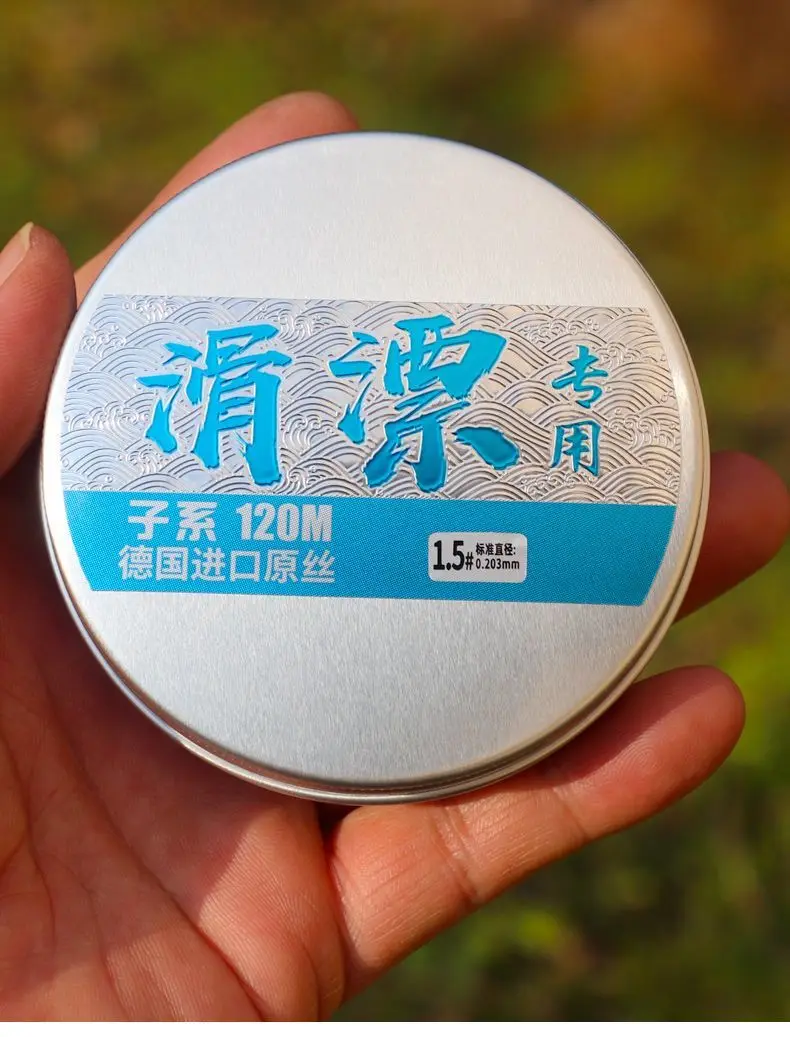 滑漂专用
子系 120M
德国进口原丝
1.5# 标准直径:
0.203mm